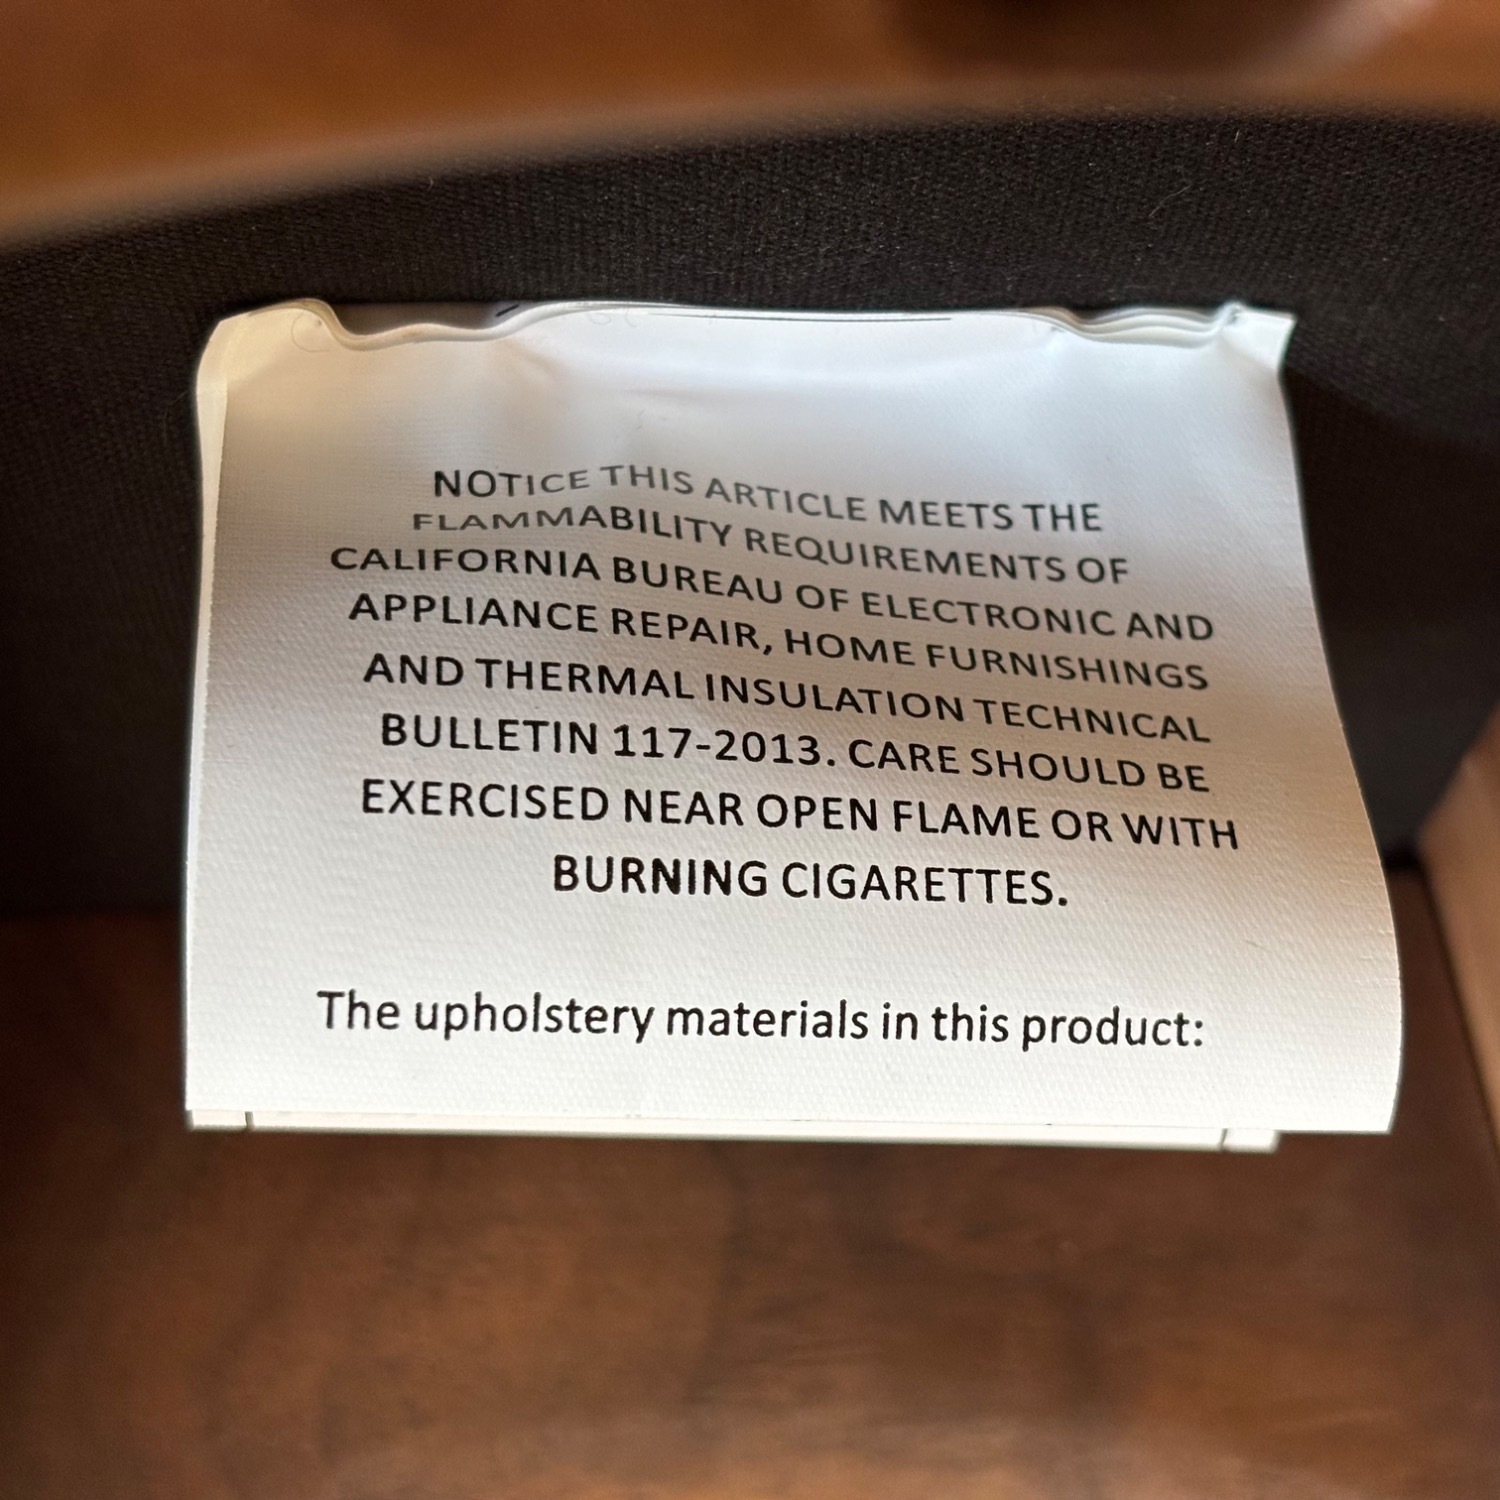 NOTICE THIS ARTICLE MEETS THE
FLAMMABILITY REQUIREMENTS OF
CALIFORNIA BUREAU OF ELECTRONIC AND
APPLIANCE REPAIR, HOME FURNISHINGS
AND THERMAL INSULATION TECHNICAL
BULLETIN 117-2013. CARE SHOULD BE
EXERCISED NEAR OPEN FLAME OR WITH
BURNING CIGARETTES.
The upholstery materials in this product: